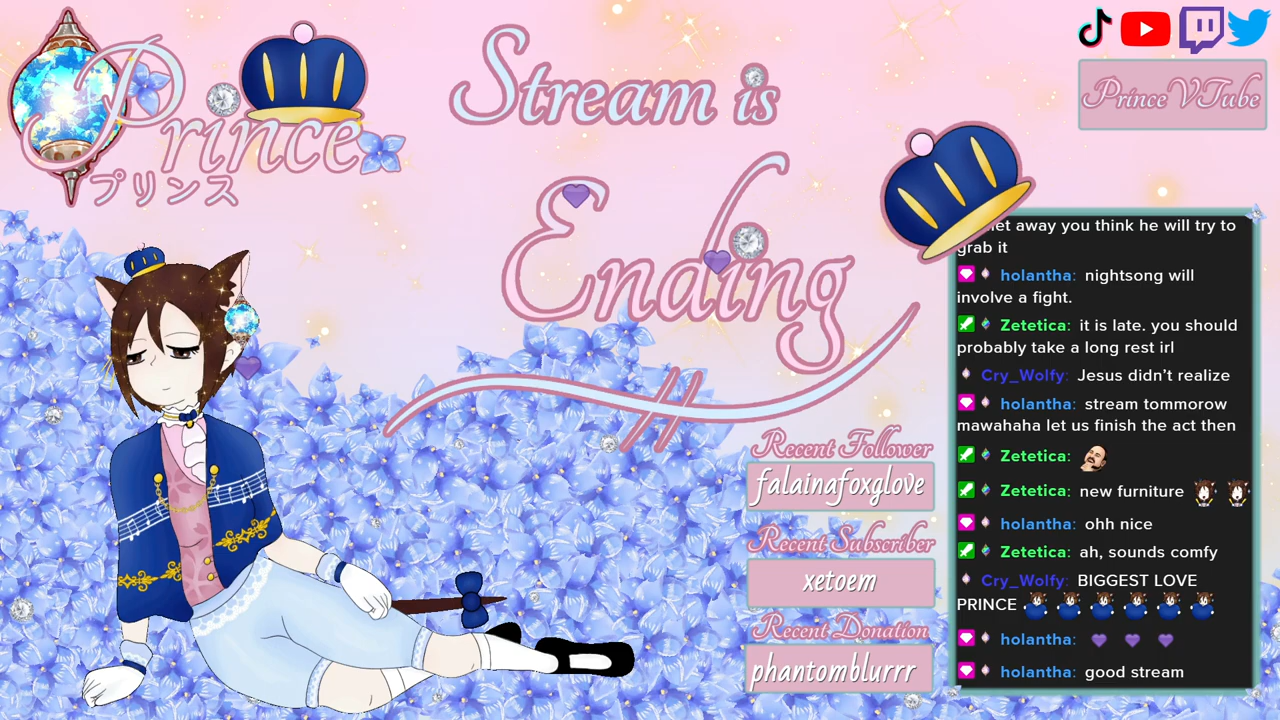 Prince
プリンス
Stream is
Ending
PrinceVTube
let away you think he will try to
grab it
holantha: nightsong will
involve a fight.
Zetetica: it is late. you should
probably take a long rest irl
Cry_Wolfy: Jesus didn't realize
holantha: stream tommorow
mawahaha let us finish the act then
Zetetica:
Zetetica: new furniture
holantha: ohh nice
Zetetica: ah, sounds comfy
Cry_Wolfy: BIGGEST LOVE
PRINCE
holantha:
holantha: good stream
Recent Follower
falainafoxglove
Recent Subscriber
xetoem
Recent Donation
phantomblurrr